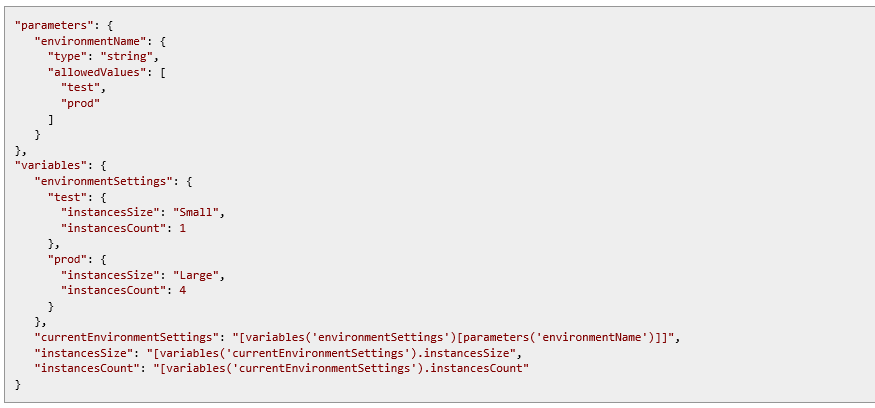 "parameters": {
"environmentName": {
"type": "string",
"allowedValues": [
"test",
"prod"
]
}
},
"variables": {
"environmentSettings": {
"test": {
"instancesSize": "Small",
"instancesCount": 1
},
"prod": {
"instancesSize": "Large",
"instancesCount": 4
}
},
"currentEnvironmentSettings": "[variables('environmentSettings')[parameters('environmentName')]]",
"instancesSize": "[variables('currentEnvironmentSettings').instancesSize",
"instancesCount": "[variables('currentEnvironmentSettings').instancesCount"
}